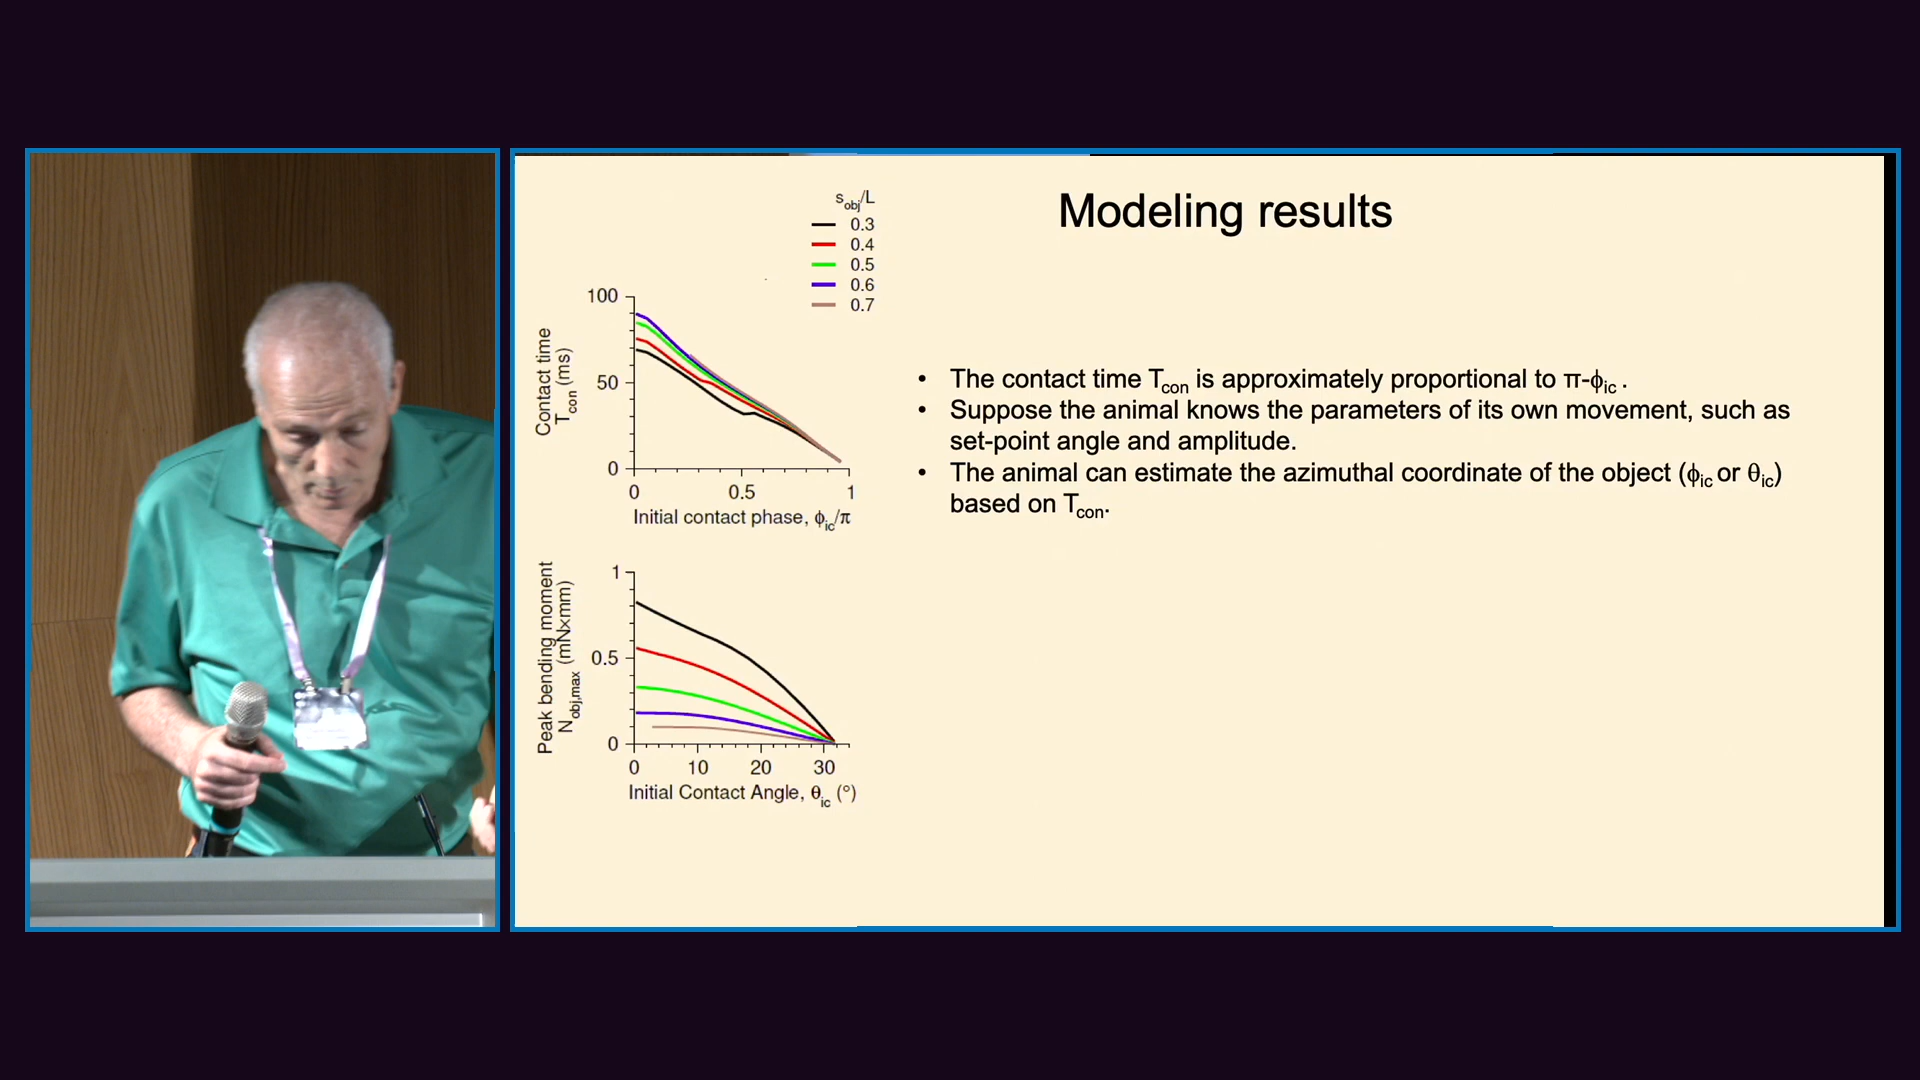 Modeling results
s_obj/L
0.3
0.4
0.5
0.6
0.7
100
50
0
Contact time
T_con (ms)
0
0.5
1
Initial contact phase, ϕ_ic/π
1
0.5
0
Peak bending moment
N_obj,max (mN×mm)
0
10
20
30
Initial Contact Angle, θ_ic (°)
• The contact time T_con is approximately proportional to π-ϕ_ic .
• Suppose the animal knows the parameters of its own movement, such as
set-point angle and amplitude.
• The animal can estimate the azimuthal coordinate of the object (ϕ_ic or θ_ic)
based on T_con.